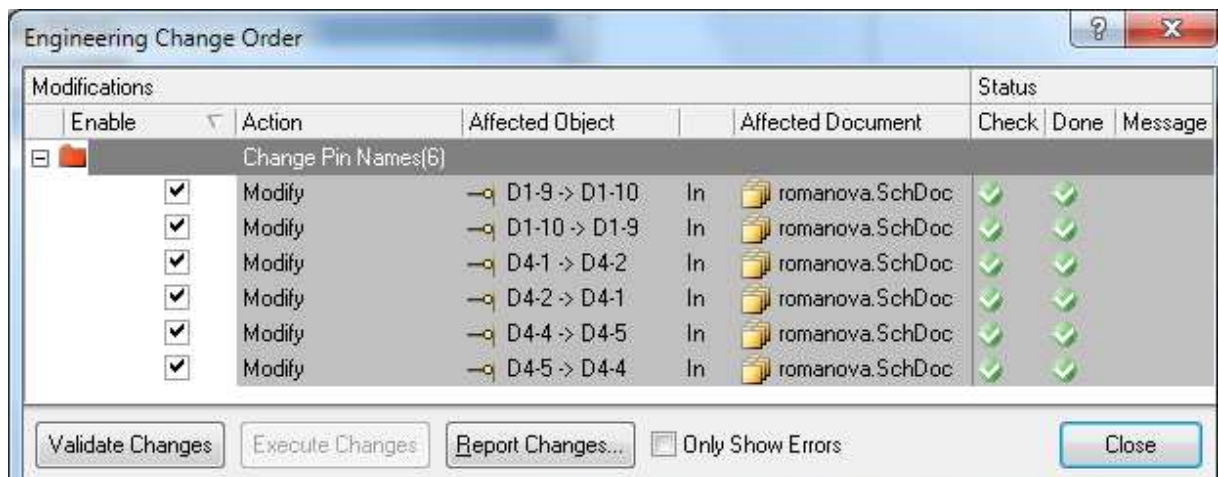 Engineering Change Order
Modifications Status
Enable Action Affected Object Affected Document Check Done Message
Change Pin Names(6)
Modify D1-9 -> D1-10 In romanova.SchDoc
Modify D1-10 -> D1-9 In romanova.SchDoc
Modify D4-1 -> D4-2 In romanova.SchDoc
Modify D4-2 -> D4-1 In romanova.SchDoc
Modify D4-4 -> D4-5 In romanova.SchDoc
Modify D4-5 -> D4-4 In romanova.SchDoc
Validate Changes Execute Changes Report Changes... Only Show Errors Close